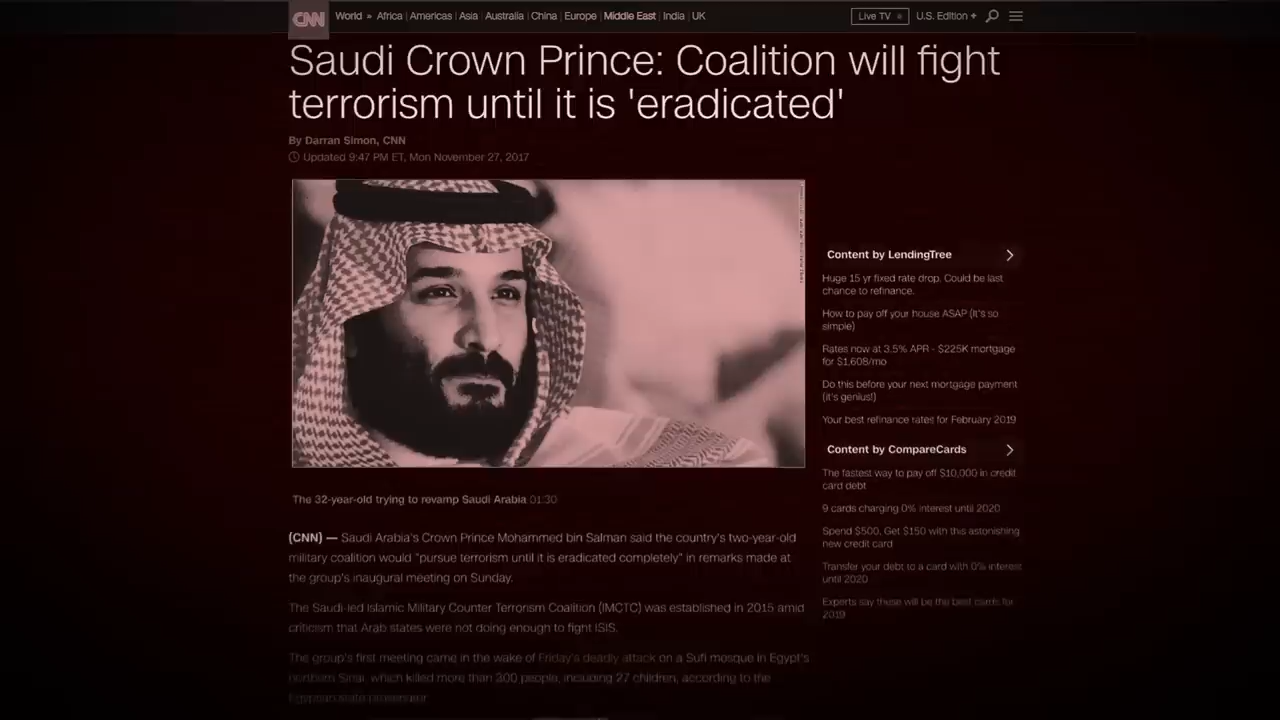 CNN World » Africa | Americas | Asia | Australia | China | Europe | Middle East | India | UK Live TV U.S. Edition +
Saudi Crown Prince: Coalition will fight
terrorism until it is 'eradicated'
By Darran Simon, CNN
Updated 9:47 PM ET, Mon November 27, 2017
The 32-year-old trying to revamp Saudi Arabia 01:30
(CNN) — Saudi Arabia's Crown Prince Mohammed bin Salman said the country's two-year-old
military coalition would "pursue terrorism until it is eradicated completely" in remarks made at
the group's inaugural meeting on Sunday.
The Saudi-led Islamic Military Counter Terrorism Coalition (IMCTC) was established in 2015 amid
criticism that Arab states were not doing enough to fight ISIS.
The group's first meeting came in the wake of Friday's deadly attack on a Sufi mosque in Egypt's
northern Sinai, which killed more than 300 people, including 27 children, according to the
Egyptian state prosecutor
Content by LendingTree
Huge 15 yr fixed rate drop. Could be last
chance to refinance.
How to pay off your house ASAP (It's so
simple)
Rates now at 3.5% APR - $225K mortgage
for $1,608/mo
Do this before your next mortgage payment
(it's genius!)
Your best refinance rates for February 2019
Content by CompareCards
The fastest way to pay off $10,000 in credit
card debt
9 cards charging 0% interest until 2020
Spend $500, Get $150 with this astonishing
new credit card
Transfer your debt to a card with 0% interest
until 2020
Experts say these will be the best cards for
2019